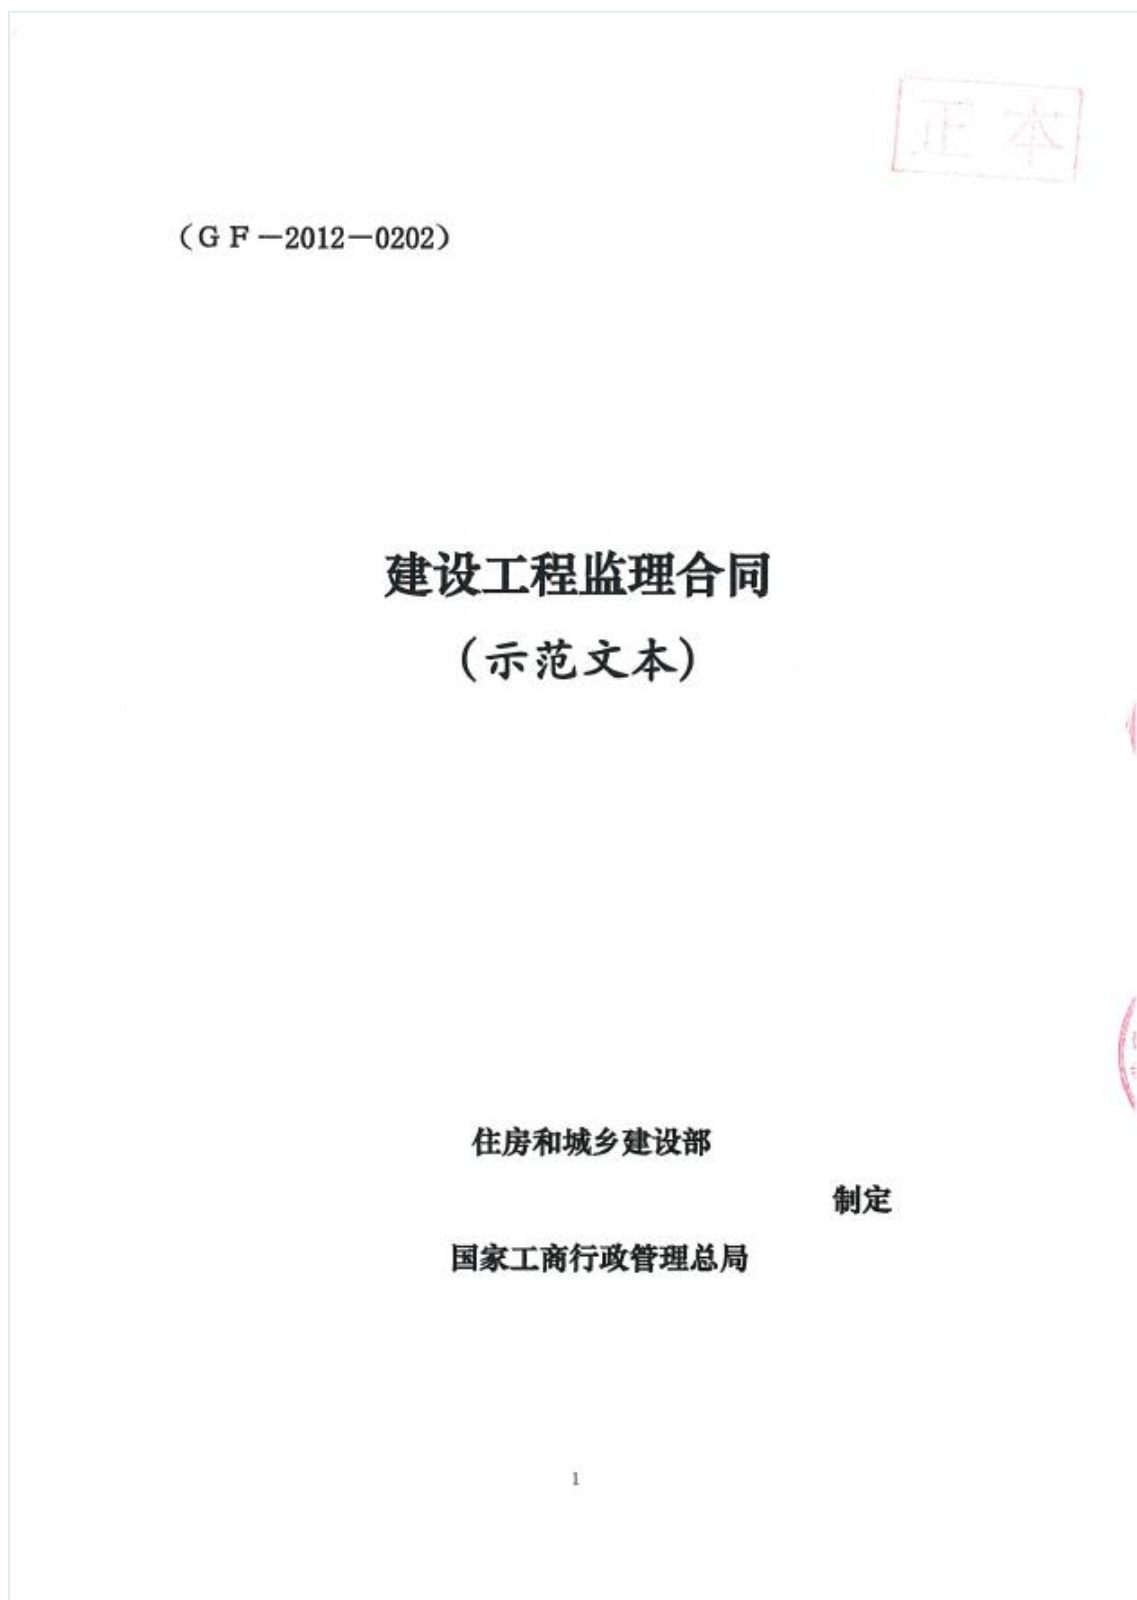 正本
（GF－2012－0202）
建设工程监理合同
（示范文本）
住房和城乡建设部
制定
国家工商行政管理总局
1